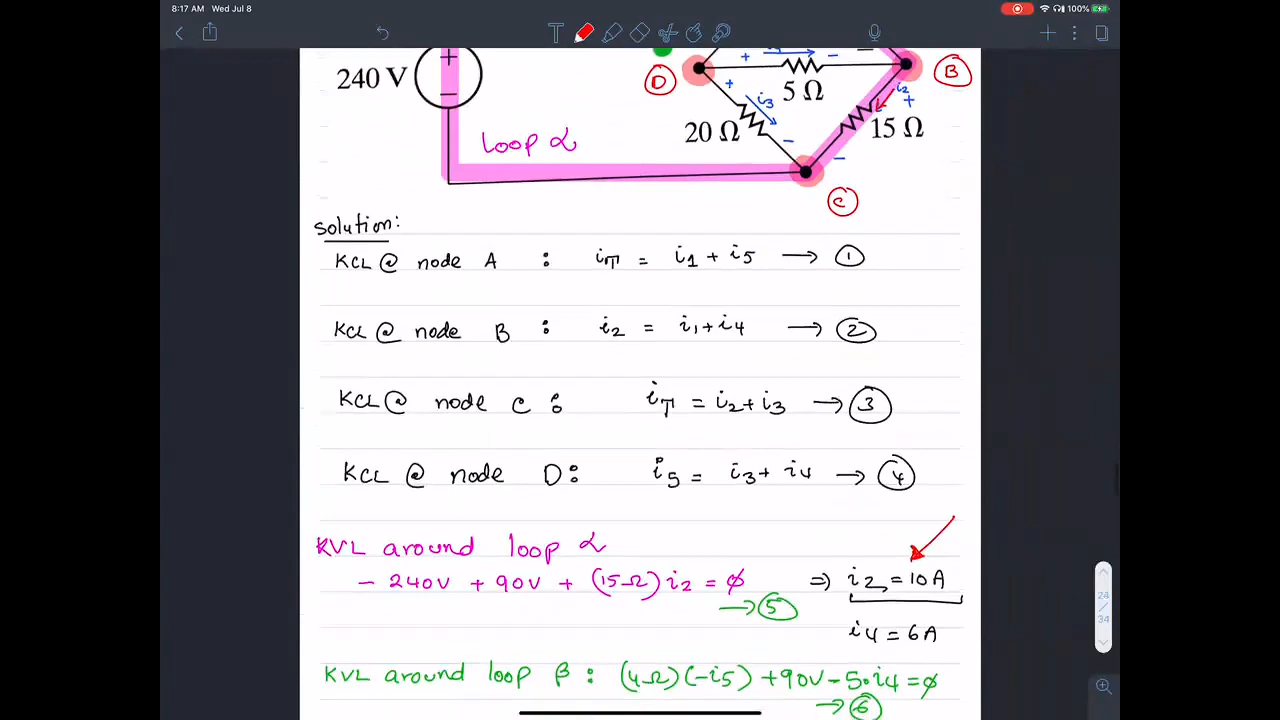 8:17 AM Wed Jul 8
100%
T
240 V
+
−
D
+ −
5 Ω
B
i2
+
+
i3
20 Ω
15 Ω
−
−
loop α
C
Solution:
KCL @ node A : iT = i1 + i5 → ①
KCL @ node B : i2 = i1 + i4 → ②
KCL @ node C : iT = i2 + i3 → ③
KCL @ node D : i5 = i3 + i4 → ④
KVL around loop α
− 240V + 90V + (15Ω) i2 = ϕ ⇒ i2 = 10A
→ ⑤
i4 = 6A
KVL around loop β : (4Ω)(−i5) + 90V − 5·i4 = ϕ
→ ⑥
24
/
34